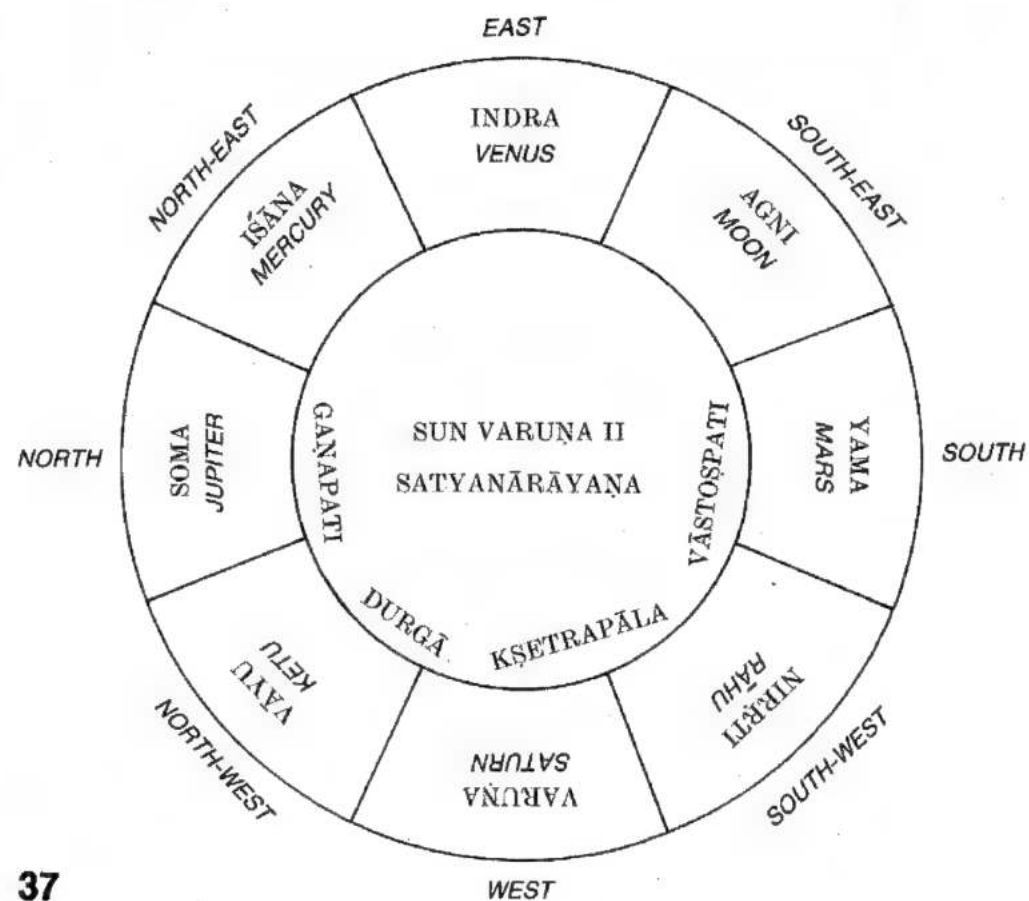 EAST
INDRA
VENUS
SOUTH-EAST
AGNI
MOON
SOUTH
YAMA
MARS
SOUTH-WEST
NIRṚTI
RĀHU
WEST
VARUṆA
SATURN
NORTH-WEST
VĀYU
KETU
NORTH
SOMA
JUPITER
NORTH-EAST
IŚĀNA
MERCURY
SUN VARUṆA II
SATYANĀRĀYAṆA
VĀSTOṢPATI
KṢETRAPĀLA
DURGĀ
GAṆAPATI
37